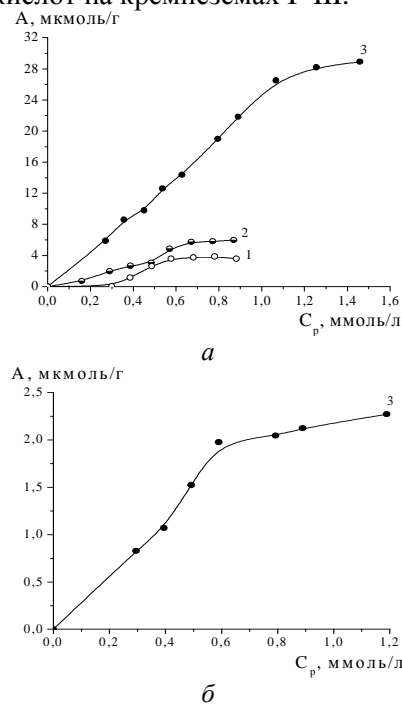 кислот на кремнеземах I–III.
А, мкмоль/г
32
28
24
20
16
12
8
4
0
3
2
1
0,0 0,2 0,4 0,6 0,8 1,0 1,2 1,4 1,6
Cр, ммоль/л
а
А, мкмоль/г
2,5
2,0
1,5
1,0
0,5
0,0
3
0,0 0,2 0,4 0,6 0,8 1,0 1,2
Cр, ммоль/л
б